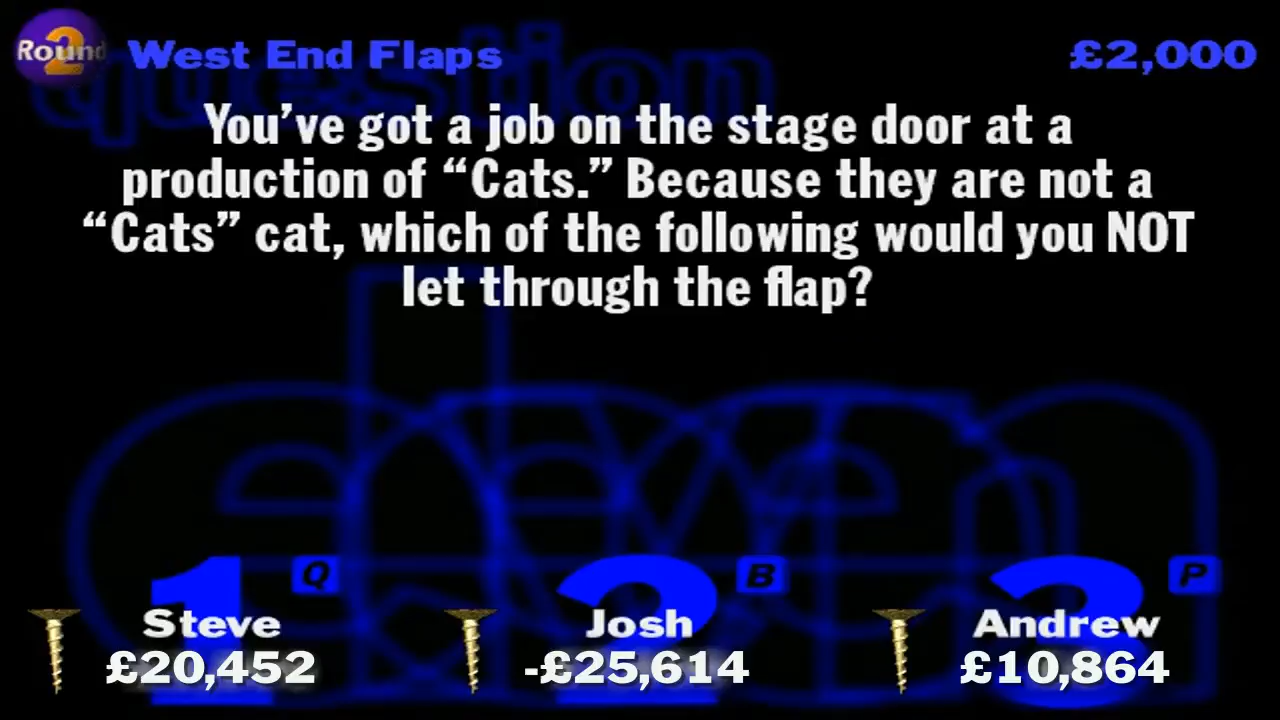 Round 2
West End Flaps
£2,000
question
You've got a job on the stage door at a
production of “Cats.” Because they are not a
“Cats” cat, which of the following would you NOT
let through the flap?
eleven
1 Q
2 B
3 P
Steve
Josh
Andrew
£20,452
-£25,614
£10,864